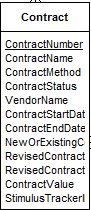 Contract
ContractNumber
ContractName
ContractMethod
ContractStatus
VendorName
ContractStartDat
ContractEndDate
NewOrExistingC
RevisedContract
RevisedContract
ContractValue
StimulusTrackerI